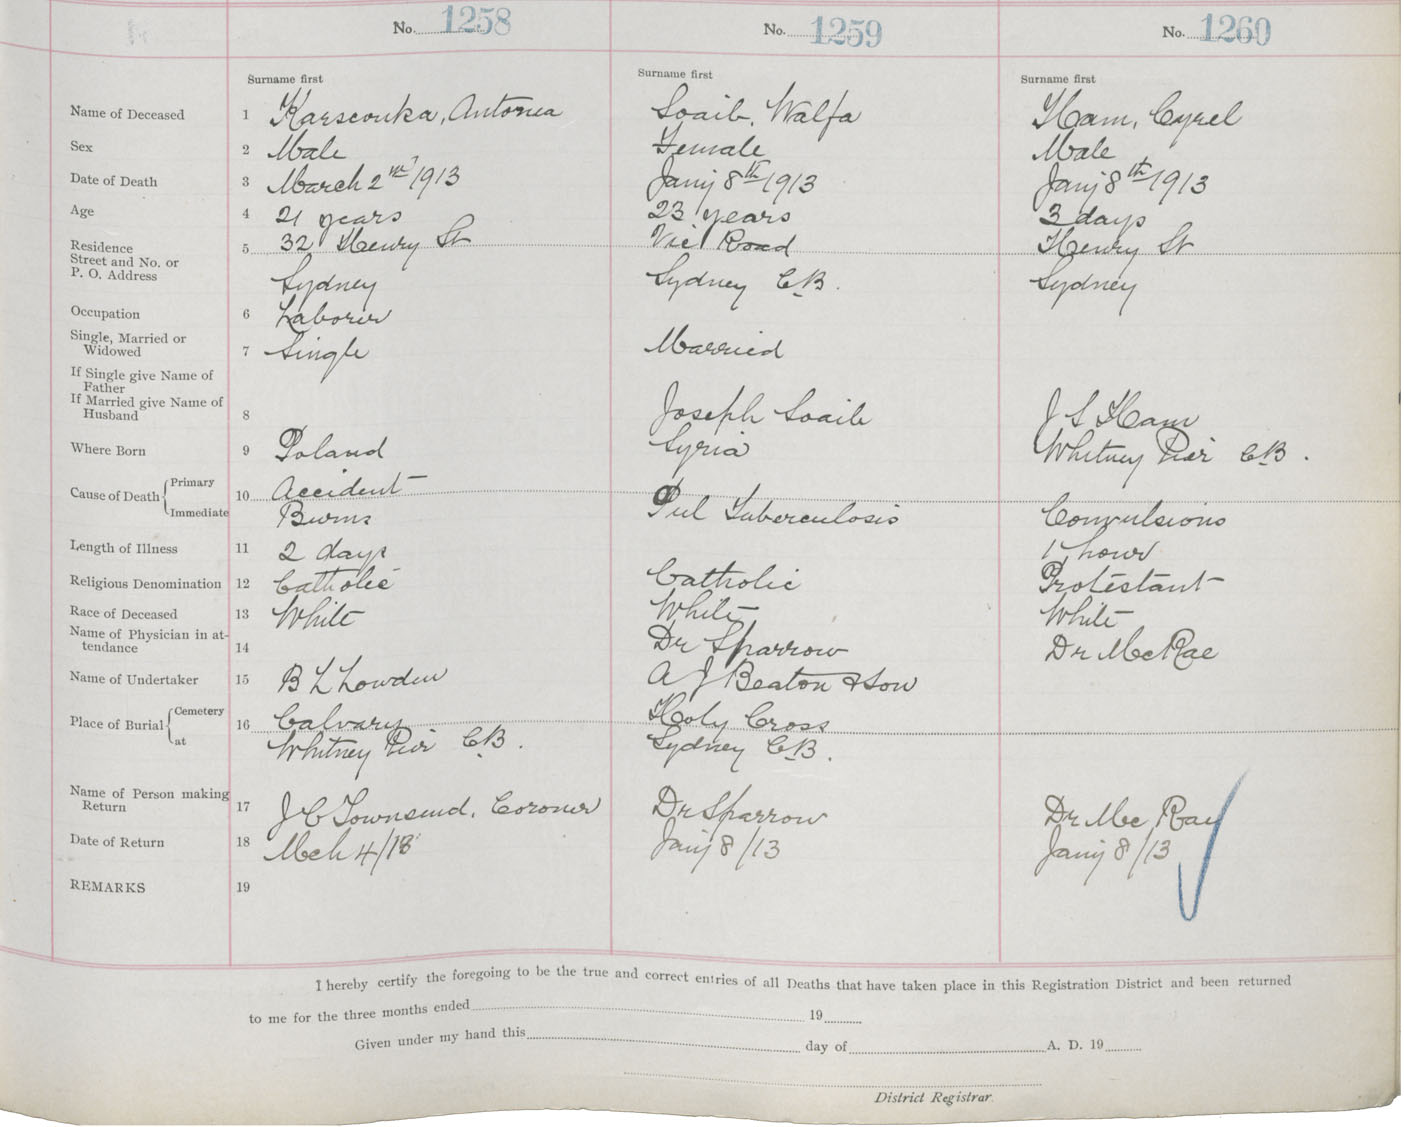 No. 1258 No. 1259 No. 1260
Surname first Surname first Surname first
Name of Deceased 1 Karsconka, Antonia Soaib, Walfa Ham, Cyrel
Sex 2 Male Female Male
Date of Death 3 March 2nd 1913 Jany 8th 1913 Jany 8th 1913
Age 4 21 years 23 years 3 days
Residence
Street and No. or 5 32 Henry St Vic Road Henry St
P. O. Address Sydney Sydney C.B. Sydney
Occupation 6 Laborer
Single, Married or
Widowed 7 Single Married
If Single give Name of
Father
If Married give Name of
Husband 8 Joseph Soaib J S Ham
Where Born 9 Poland Syria Whitney Pier C.B.
Cause of Death Primary 10 Accident
Immediate Burns Pul Tuberculosis Convulsions
Length of Illness 11 2 days 1 hour
Religious Denomination 12 Catholic Catholic Protestant
Race of Deceased 13 White White White
Name of Physician in at-
tendance 14 Dr Sparrow Dr McRae
Name of Undertaker 15 B L Lowden A J Beaton & Son
Place of Burial Cemetery 16 Calvary Holy Cross
at Whitney Pier C.B. Sydney C.B.
Name of Person making
Return 17 J C Townsend, Coroner Dr Sparrow Dr Mc Ray
Date of Return 18 Mch 4/13 Jany 8/13 Jany 8/13
REMARKS 19
I hereby certify the foregoing to be the true and correct entries of all Deaths that have taken place in this Registration District and been returned
to me for the three months ended 19
Given under my hand this day of A. D. 19
District Registrar.